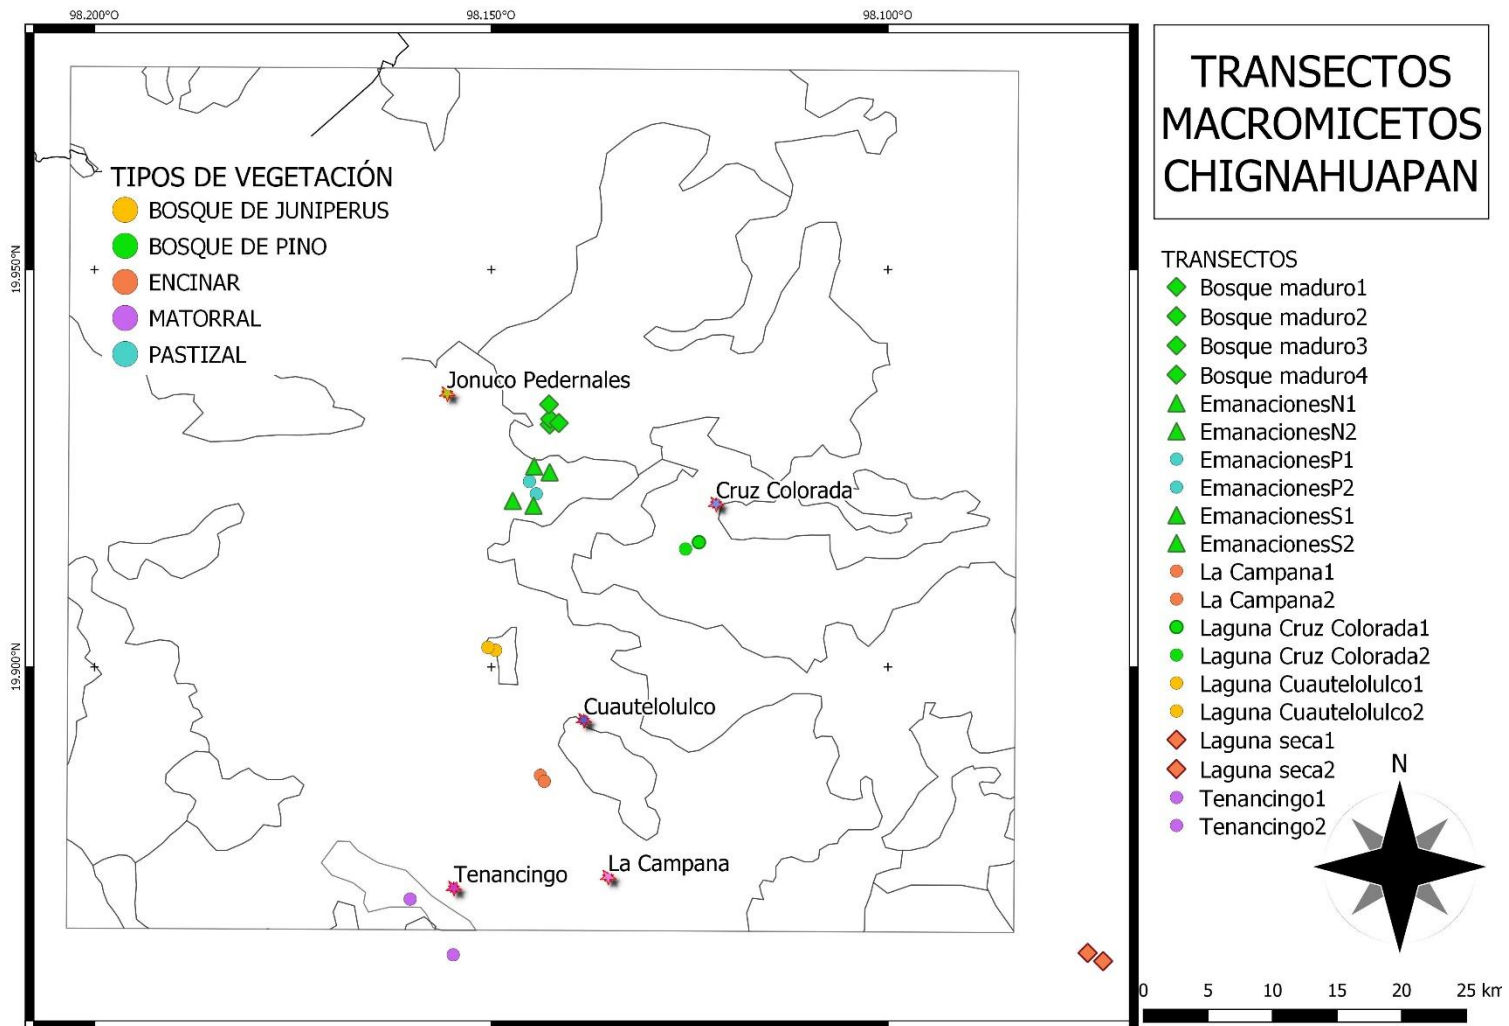 98.200°O
98.150°O
98.100°O
19.950°N
19.900°N
TRANSECTOS
MACROMICETOS
CHIGNAHUAPAN
TIPOS DE VEGETACIÓN
BOSQUE DE JUNIPERUS
BOSQUE DE PINO
ENCINAR
MATORRAL
PASTIZAL
Jonuco Pedernales
Cruz Colorada
Cuautelolulco
La Campana
Tenancingo
TRANSECTOS
Bosque maduro1
Bosque maduro2
Bosque maduro3
Bosque maduro4
EmanacionesN1
EmanacionesN2
EmanacionesP1
EmanacionesP2
EmanacionesS1
EmanacionesS2
La Campana1
La Campana2
Laguna Cruz Colorada1
Laguna Cruz Colorada2
Laguna Cuautelolulco1
Laguna Cuautelolulco2
Laguna seca1
Laguna seca2
Tenancingo1
Tenancingo2
N
0 5 10 15 20 25 km